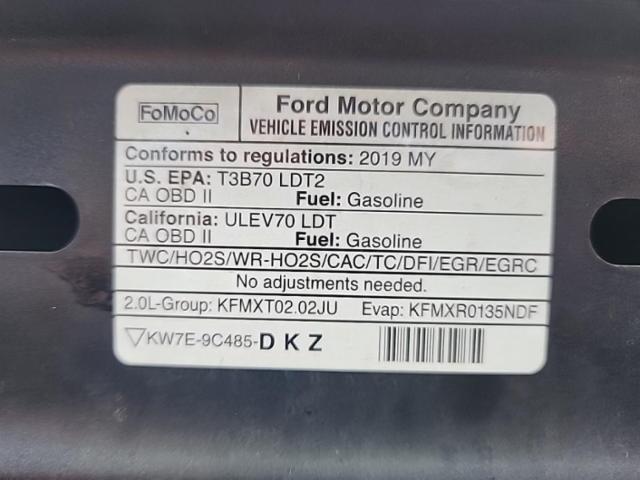 FoMoCo
Ford Motor Company
VEHICLE EMISSION CONTROL INFORMATION
Conforms to regulations: 2019 MY
U.S. EPA: T3B70 LDT2
CA OBD II Fuel: Gasoline
California: ULEV70 LDT
CA OBD II Fuel: Gasoline
TWC/HO2S/WR-HO2S/CAC/TC/DFI/EGR/EGRC
No adjustments needed.
2.0L-Group: KFMXT02.02JU Evap: KFMXR0135NDF
▽KW7E-9C485-D K Z